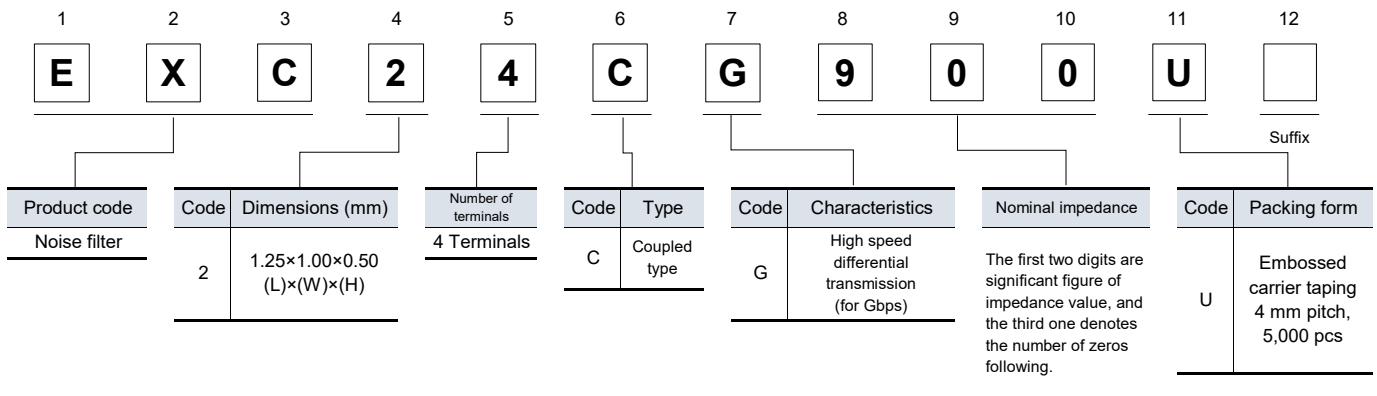 1 2 3 4 5 6 7 8 9 10 11 12
E X C 2 4 C G 9 0 0 U
Suffix
Product code
Noise filter
Code Dimensions (mm)
2
1.25×1.00×0.50
(L)×(W)×(H)
Number of
terminals
4 Terminals
Code Type
C
Coupled
type
Code Characteristics
G
High speed
differential
transmission
(for Gbps)
Nominal impedance
The first two digits are
significant figure of
impedance value, and
the third one denotes
the number of zeros
following.
Code Packing form
U
Embossed
carrier taping
4 mm pitch,
5,000 pcs